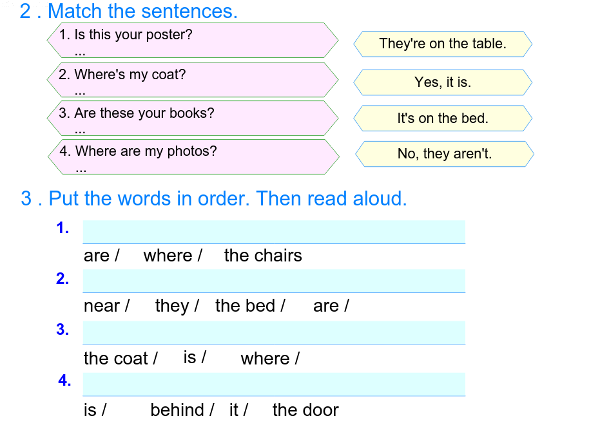 2 . Match the sentences.
1. Is this your poster?
...
They're on the table.
2. Where's my coat?
...
Yes, it is.
3. Are these your books?
...
It's on the bed.
4. Where are my photos?
...
No, they aren't.
3 . Put the words in order. Then read aloud.
1.
are / where / the chairs
2.
near / they / the bed / are /
3.
the coat / is / where /
4.
is / behind / it / the door